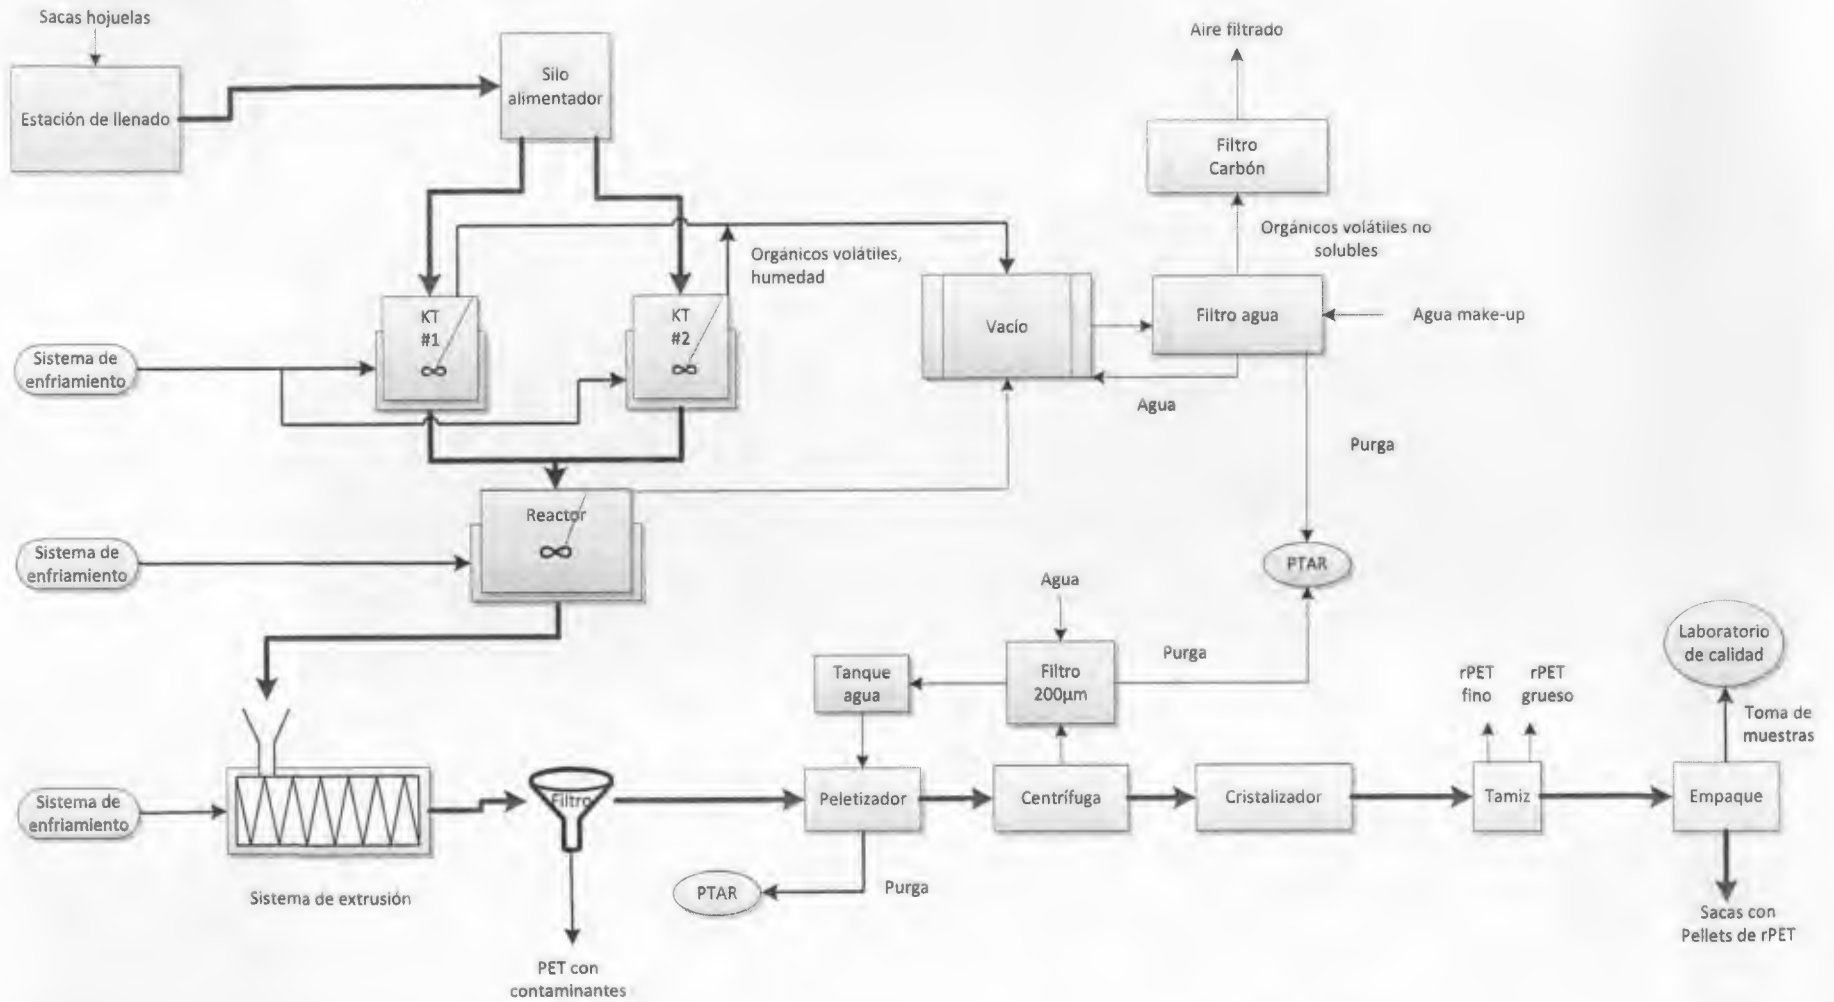 Sacas hojuelas
Estación de llenado
Silo
alimentador
Aire filtrado
Filtro
Carbón
Orgánicos volátiles no
solubles
Orgánicos volátiles,
humedad
KT
#1
KT
#2
Vacío
Filtro agua
Agua make-up
Sistema de
enfriamiento
Agua
Purga
Reactor
Sistema de
enfriamiento
PTAR
Agua
Laboratorio
de calidad
Tanque
agua
Filtro
200µm
Purga
rPET
fino
rPET
grueso
Toma de
muestras
Sistema de
enfriamiento
Filtro
Peletizador
Centrífuga
Cristalizador
Tamiz
Empaque
Sistema de extrusión
PTAR
Purga
Sacas con
Pellets de rPET
PET con
contaminantes